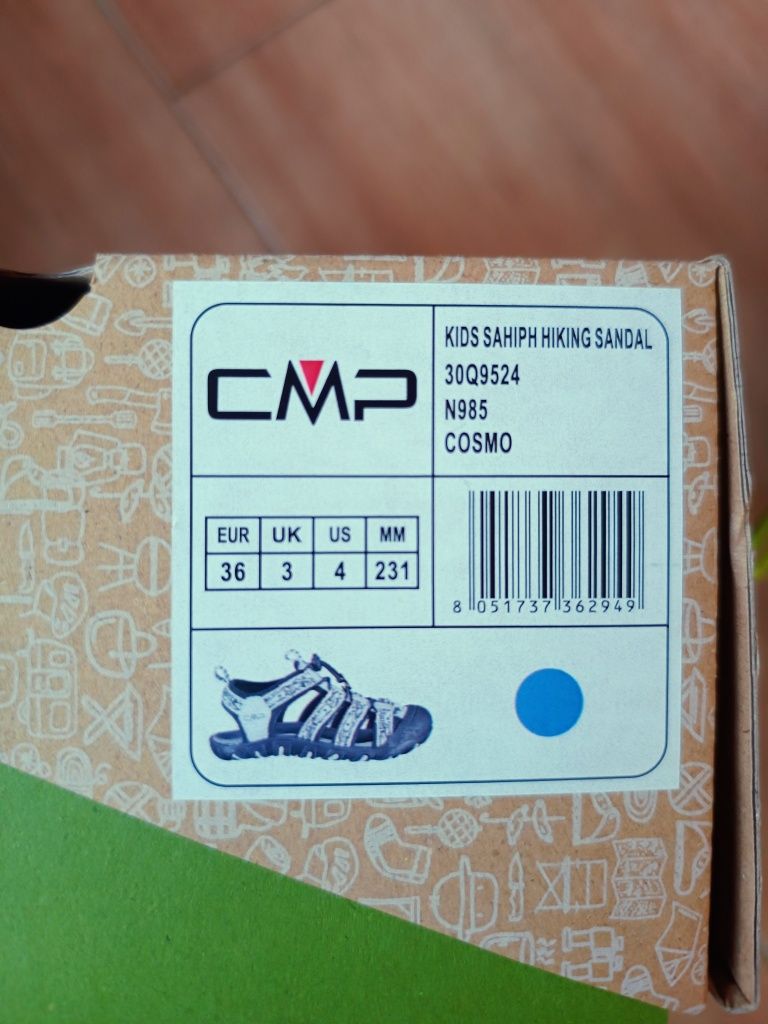 CMP
KIDS SAHIPH HIKING SANDAL
30Q9524
N985
COSMO
EUR UK US MM
36 3 4 231
8 051737 362949